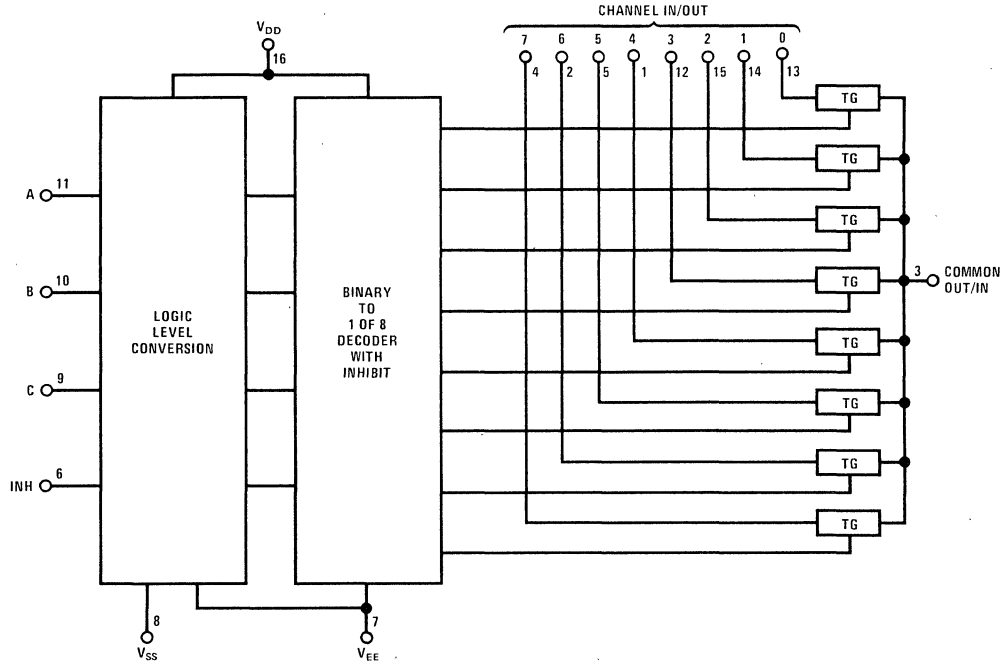 CHANNEL IN/OUT
V_DD
7 6 5 4 3 2 1 0
16
4 2 5 1 12 15 14 13
TG
TG
A 11
TG
3 COMMON
OUT/IN
TG
B 10
BINARY
TO
1 OF 8
DECODER
WITH
INHIBIT
LOGIC
LEVEL
CONVERSION
TG
C 9
TG
TG
INH 6
TG
8
7
V_SS
V_EE